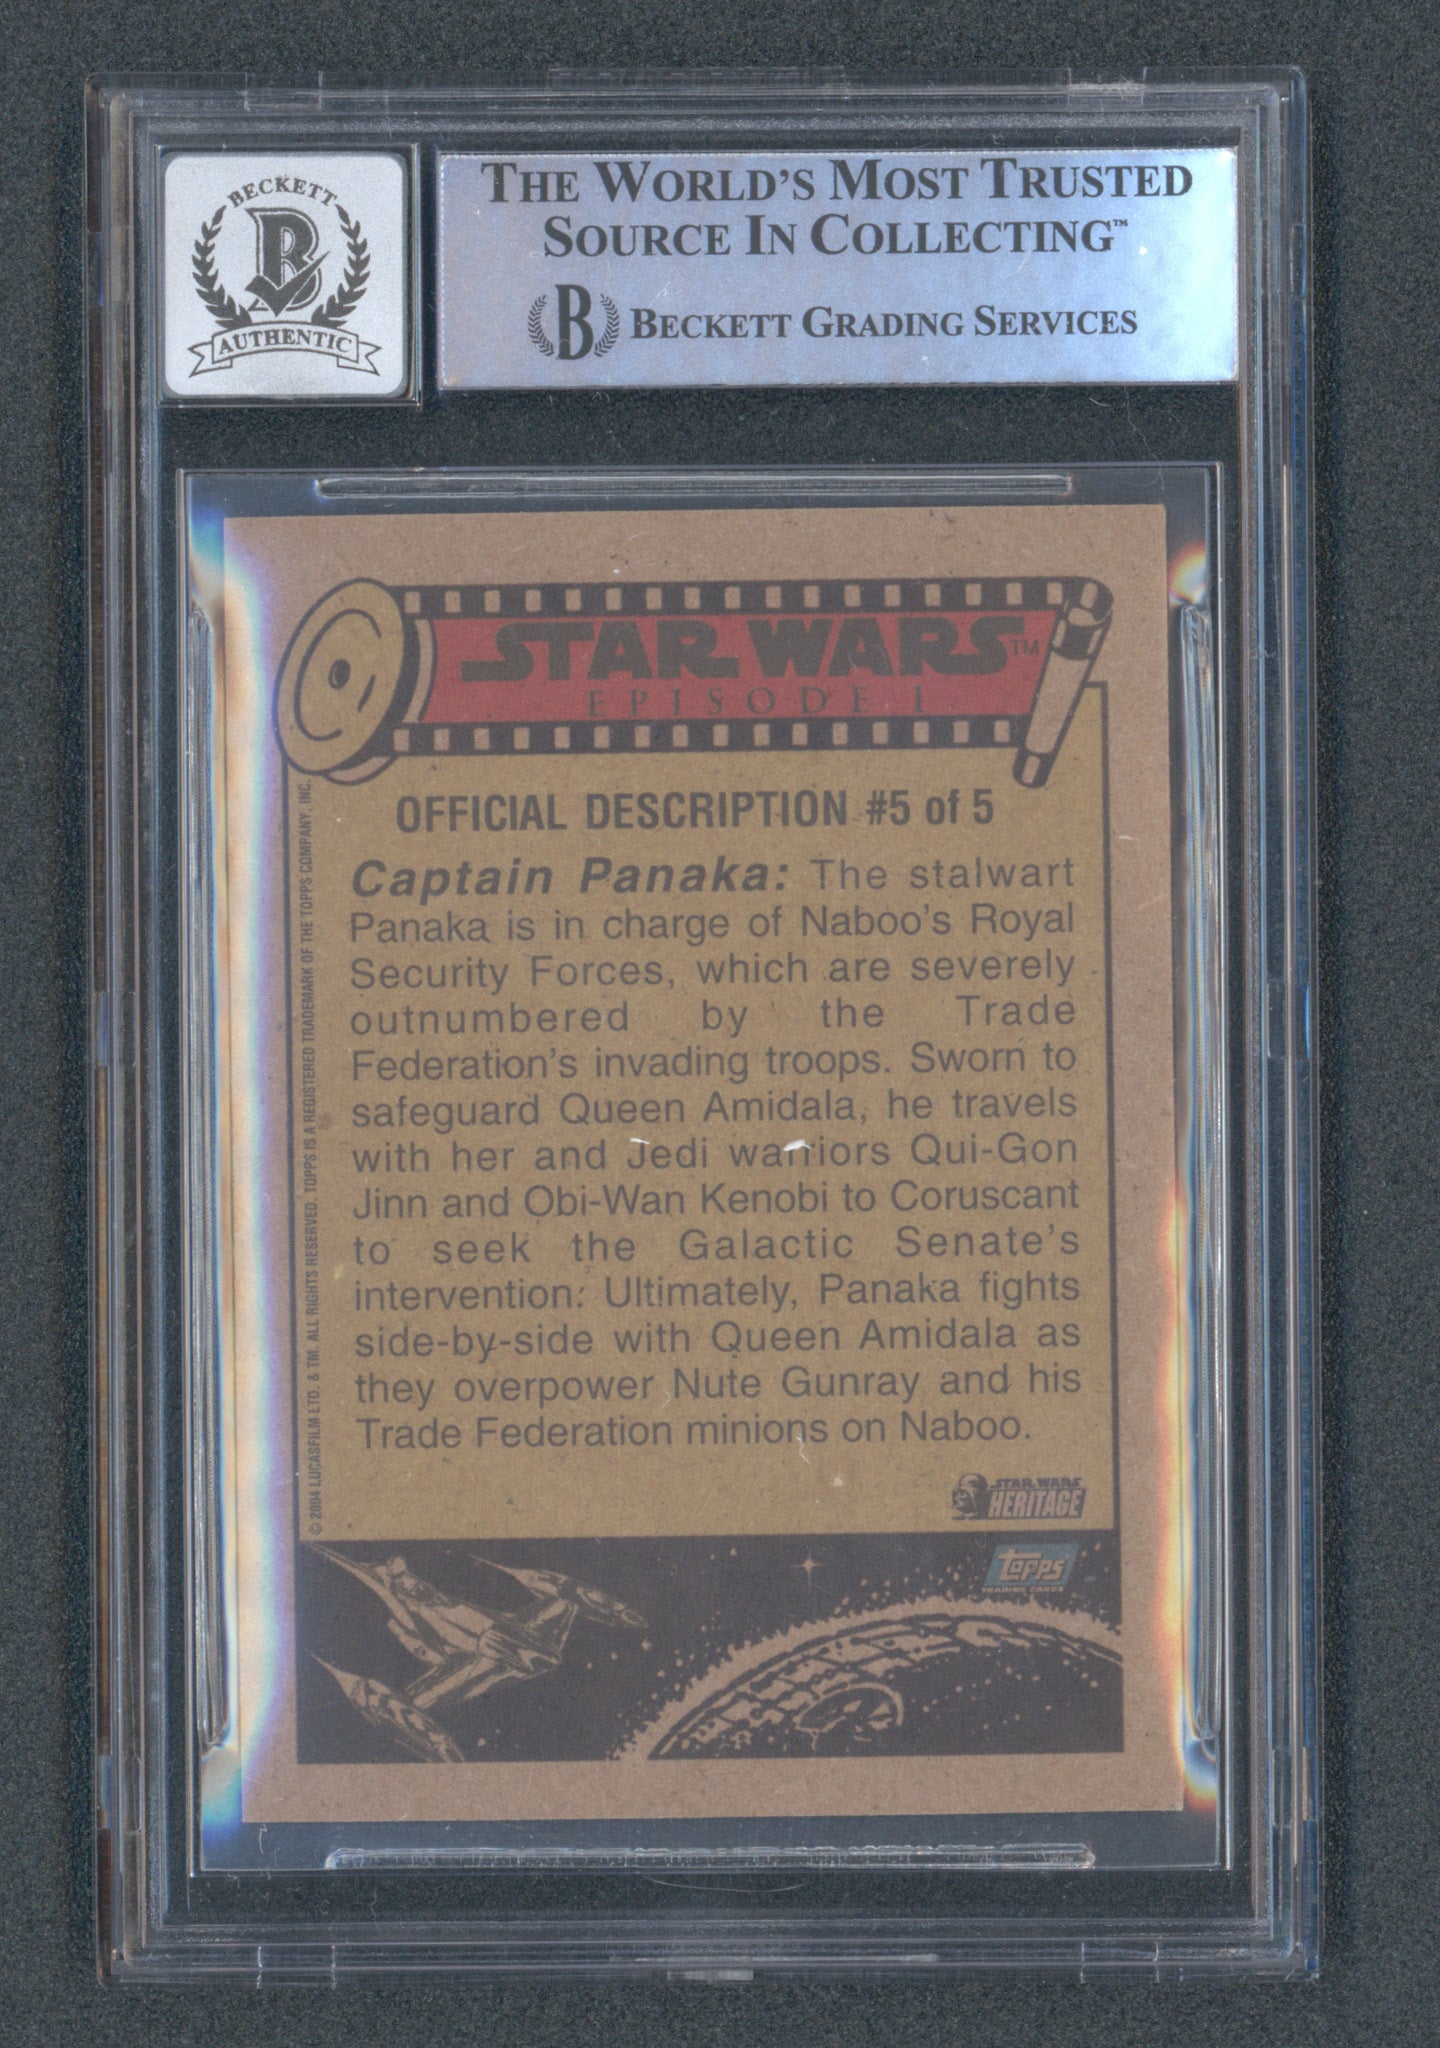 BECKETT
AUTHENTIC
THE WORLD'S MOST TRUSTED
SOURCE IN COLLECTING™
B BECKETT GRADING SERVICES
STAR WARS™
EPISODE I
OFFICIAL DESCRIPTION #5 of 5
Captain Panaka: The stalwart
Panaka is in charge of Naboo's Royal
Security Forces, which are severely
outnumbered by the Trade
Federation's invading troops. Sworn to
safeguard Queen Amidala, he travels
with her and Jedi warriors Qui-Gon
Jinn and Obi-Wan Kenobi to Coruscant
to seek the Galactic Senate's
intervention. Ultimately, Panaka fights
side-by-side with Queen Amidala as
they overpower Nute Gunray and his
Trade Federation minions on Naboo.
© 2004 LUCASFILM LTD. & TM. ALL RIGHTS RESERVED. TOPPS IS A REGISTERED TRADEMARK OF THE TOPPS COMPANY, INC.
STAR WARS
HERITAGE
Topps
TRADING CARDS